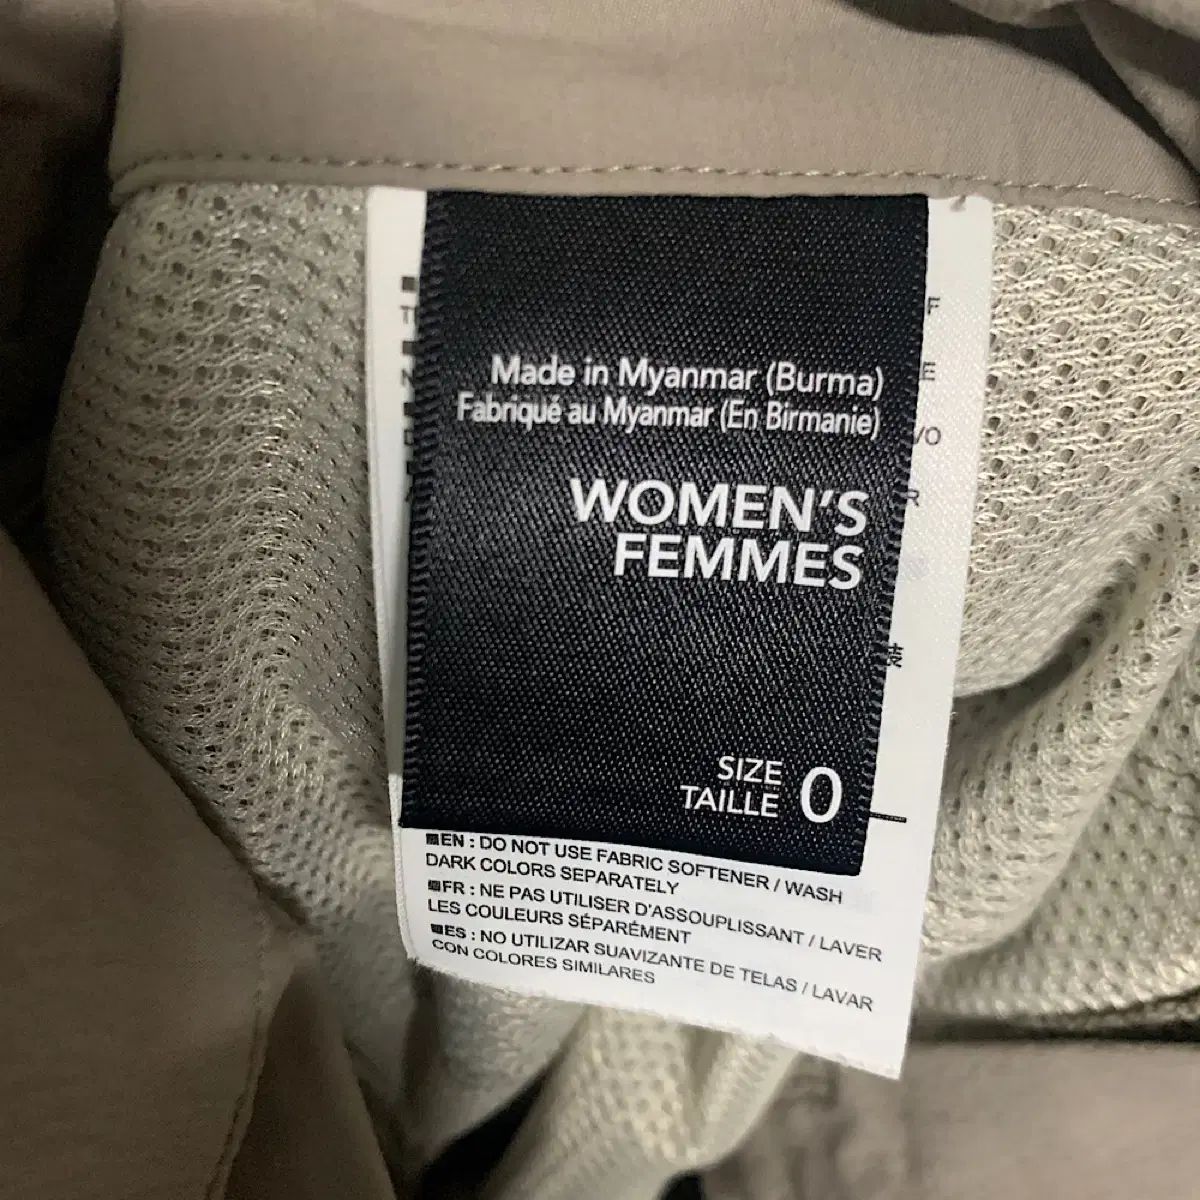 Made in Myanmar (Burma)
Fabriqué au Myanmar (En Birmanie)
WOMEN'S
FEMMES
SIZE
TAILLE 0
EN : DO NOT USE FABRIC SOFTENER / WASH
DARK COLORS SEPARATELY
FR : NE PAS UTILISER D'ASSOUPLISSANT / LAVER
LES COULEURS SÉPARÉMENT
ES : NO UTILIZAR SUAVIZANTE DE TELAS / LAVAR
CON COLORES SIMILARES